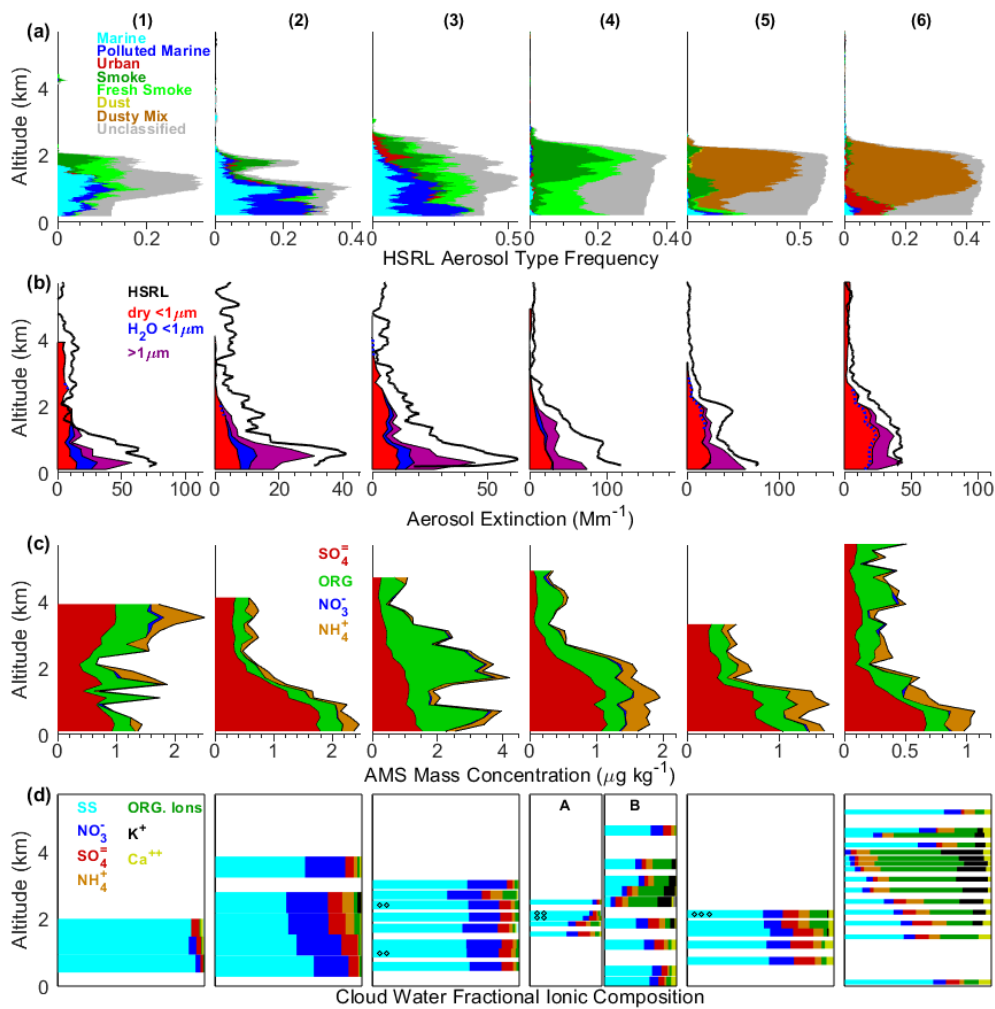 (1) (2) (3) (4) (5) (6)
(a)
Marine
Polluted Marine
Urban
Smoke
Fresh Smoke
Dust
Dusty Mix
Unclassified
Altitude (km)
4
2
0
0 0.2 0 0.2 0.4 0 0.5 0 0.2 0.4 0 0.5 0 0.2 0.4
HSRL Aerosol Type Frequency
(b)
HSRL
dry <1μm
H₂O <1μm
>1μm
Altitude (km)
4
2
0
0 50 100 0 20 40 0 50 0 50 100 0 50 100 150 0 50 100
Aerosol Extinction (Mm⁻¹)
(c)
SO₄⁼
ORG
NO₃⁻
NH₄⁺
Altitude (km)
4
2
0
0 1 2 0 1 2 0 2 4 0 1 2 0 1 0 0.5 1
AMS Mass Concentration (μg kg⁻¹)
(d)
SS ORG. Ions
NO₃⁻ K⁺
SO₄⁼ Ca⁺⁺
NH₄⁺
A B
Altitude (km)
4
2
0
Cloud Water Fractional Ionic Composition